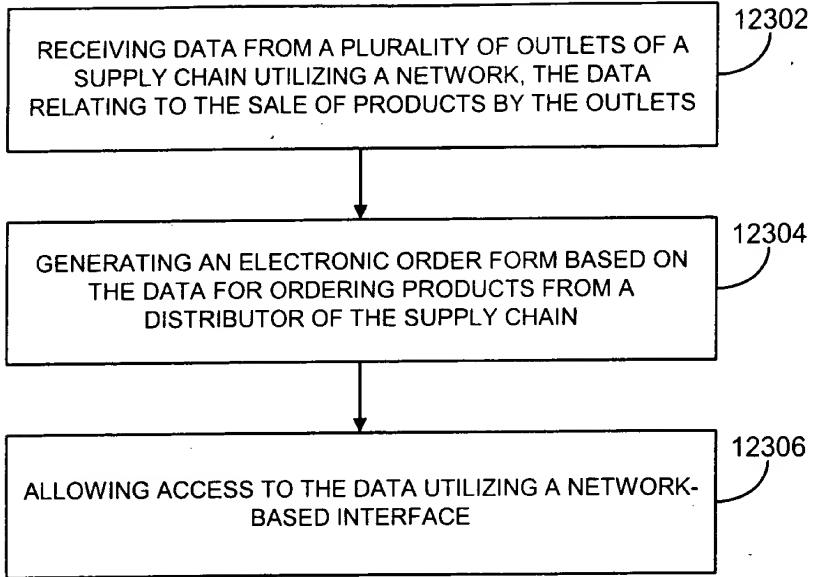 12302
RECEIVING DATA FROM A PLURALITY OF OUTLETS OF A
SUPPLY CHAIN UTILIZING A NETWORK, THE DATA
RELATING TO THE SALE OF PRODUCTS BY THE OUTLETS
12304
GENERATING AN ELECTRONIC ORDER FORM BASED ON
THE DATA FOR ORDERING PRODUCTS FROM A
DISTRIBUTOR OF THE SUPPLY CHAIN
12306
ALLOWING ACCESS TO THE DATA UTILIZING A NETWORK-
BASED INTERFACE